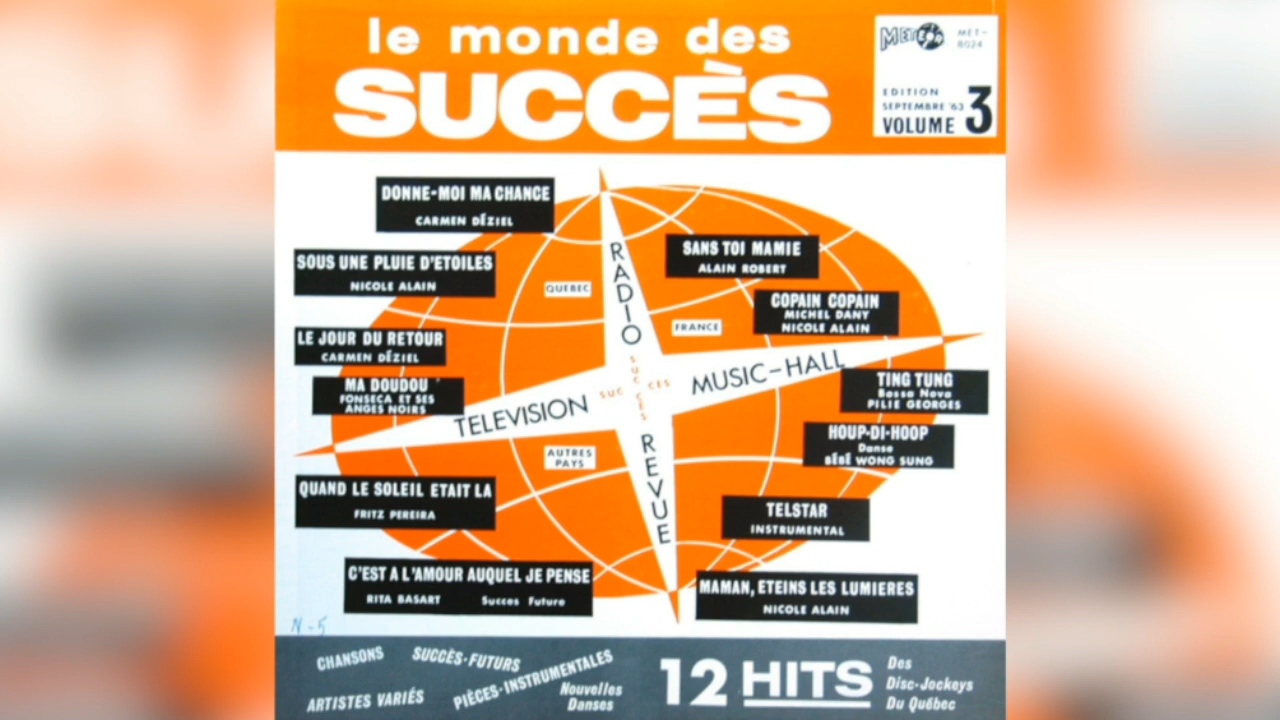 le monde des
SUCCÈS
METEOR
MET-
8024
EDITION
SEPTEMBRE '63
VOLUME 3
DONNE-MOI MA CHANCE
CARMEN DÉZIEL
SOUS UNE PLUIE D'ETOILES
NICOLE ALAIN
LE JOUR DU RETOUR
CARMEN DÉZIEL
MA DOUDOU
FONSECA ET SES
ANGES NOIRS
QUAND LE SOLEIL ETAIT LA
FRITZ PEREIRA
C'EST A L'AMOUR AUQUEL JE PENSE
RITA BASART Succes Future
SANS TOI MAMIE
ALAIN ROBERT
COPAIN COPAIN
MICHEL DANY
NICOLE ALAIN
TING TUNG
Bossa Nova
PILIE GEORGES
HOUP-DI-HOOP
Danse
BÉBÉ WONG SUNG
TELSTAR
INSTRUMENTAL
MAMAN, ETEINS LES LUMIERES
NICOLE ALAIN
QUEBEC
FRANCE
AUTRES
PAYS
RADIO
SUCCÈS
REVUE
TELEVISION
SUCCES
MUSIC-HALL
N-5
CHANSONS
SUCCÈS-FUTURS
ARTISTES VARIÉS
PIÈCES-INSTRUMENTALES
Nouvelles
Danses
12 HITS
Des
Disc-Jockeys
Du Québec